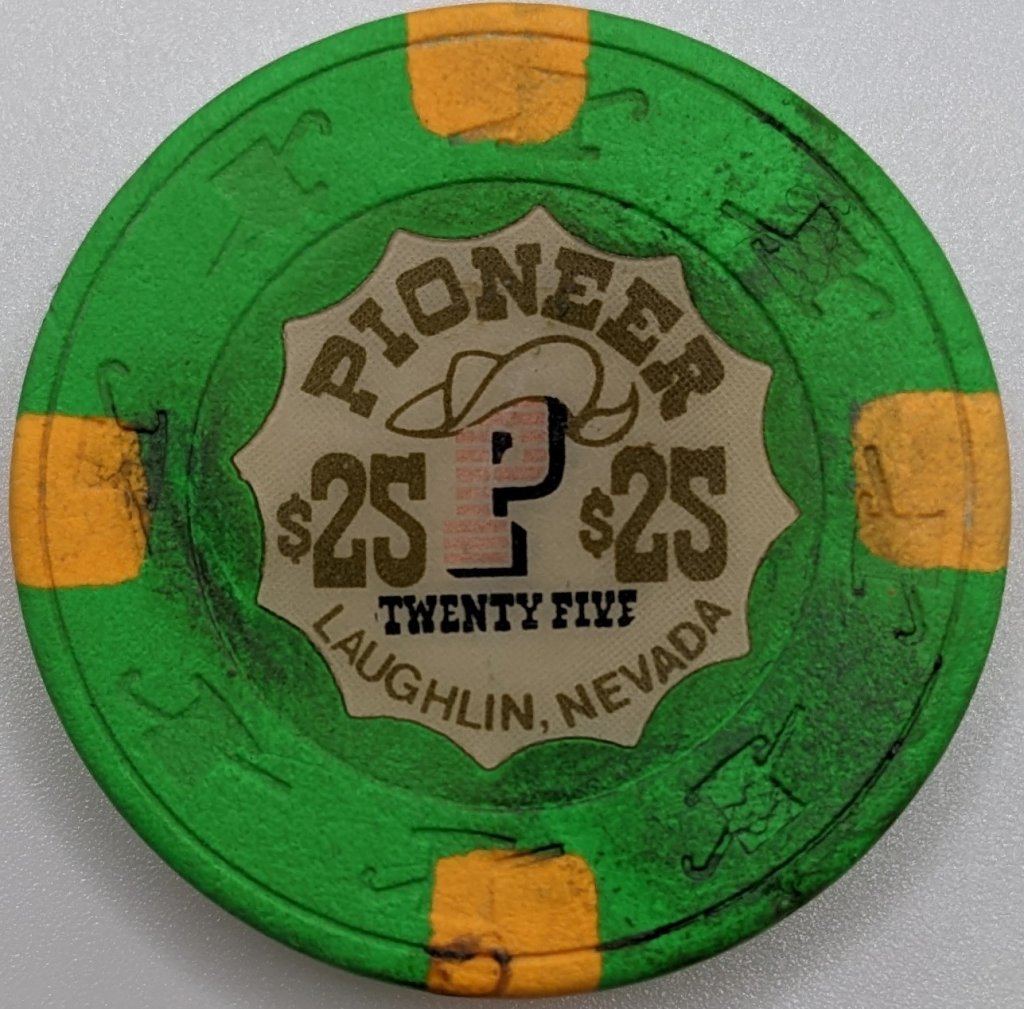 PIONEER
P
$25 $25
TWENTY FIVE
LAUGHLIN, NEVADA